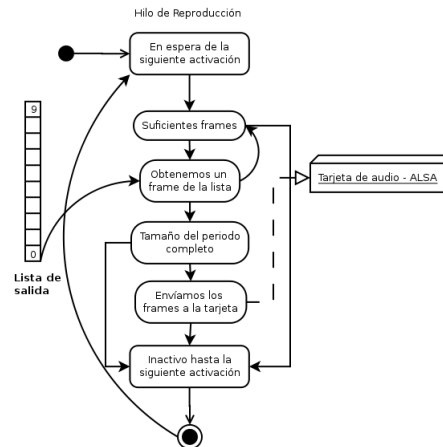 Hilo de Reproducción
En espera de la
siguiente activación
9
Suficientes frames
Obtenemos un
frame de la lista
Tarjeta de audio - ALSA
Tamaño del periodo
completo
0
Lista de
salida
Envíamos los
frames a la tarjeta
Inactivo hasta la
siguiente activación